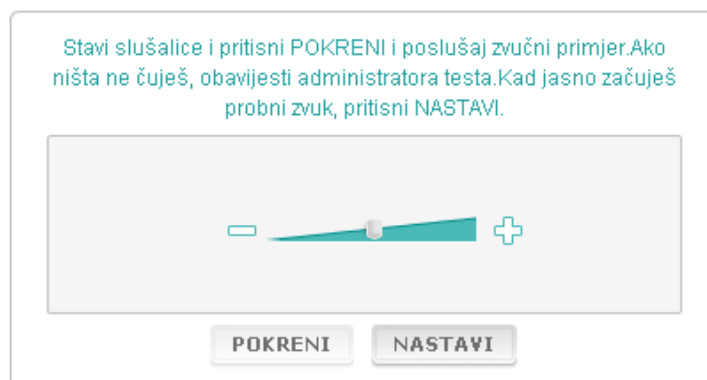 Stavi slušalice i pritisni POKRENI i poslušaj zvučni primjer.Ako
ništa ne čuješ, obavijesti administratora testa.Kad jasno začuješ
probni zvuk, pritisni NASTAVI.
POKRENI NASTAVI